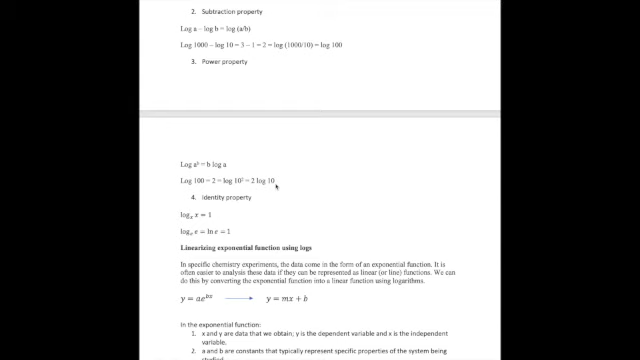 2. Subtraction property
Log a – log b = log (a/b)
Log 1000 – log 10 = 3 – 1 = 2 = log (1000/10) = log 100
3. Power property
Log aᵇ = b log a
Log 100 = 2 = log 10² = 2 log 10
4. Identity property
logₓ x = 1
logₑ e = ln e = 1
Linearizing exponential function using logs
In specific chemistry experiments, the data come in the form of an exponential function. It
is often easier to analysis these data if they can be represented as linear (or line) functions. We can
do this by converting the exponential function into a linear function using logarithms.
y = aeᵇˣ → y = mx + b
In the exponential function:
1. x and y are data that we obtain; y is the dependent variable and x is the independent
variable.
2. a and b are constants that typically represent specific properties of the system being
studied